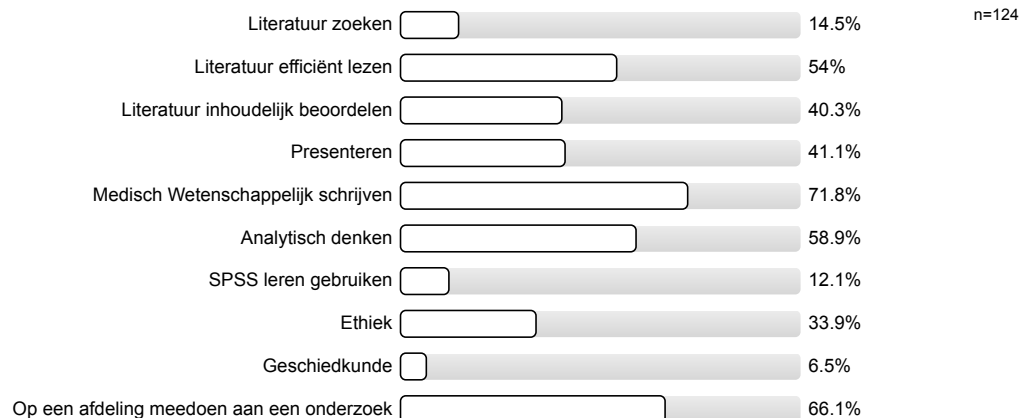 Literatuur zoeken 14.5% n=124
Literatuur efficiënt lezen 54%
Literatuur inhoudelijk beoordelen 40.3%
Presenteren 41.1%
Medisch Wetenschappelijk schrijven 71.8%
Analytisch denken 58.9%
SPSS leren gebruiken 12.1%
Ethiek 33.9%
Geschiedkunde 6.5%
Op een afdeling meedoen aan een onderzoek 66.1%